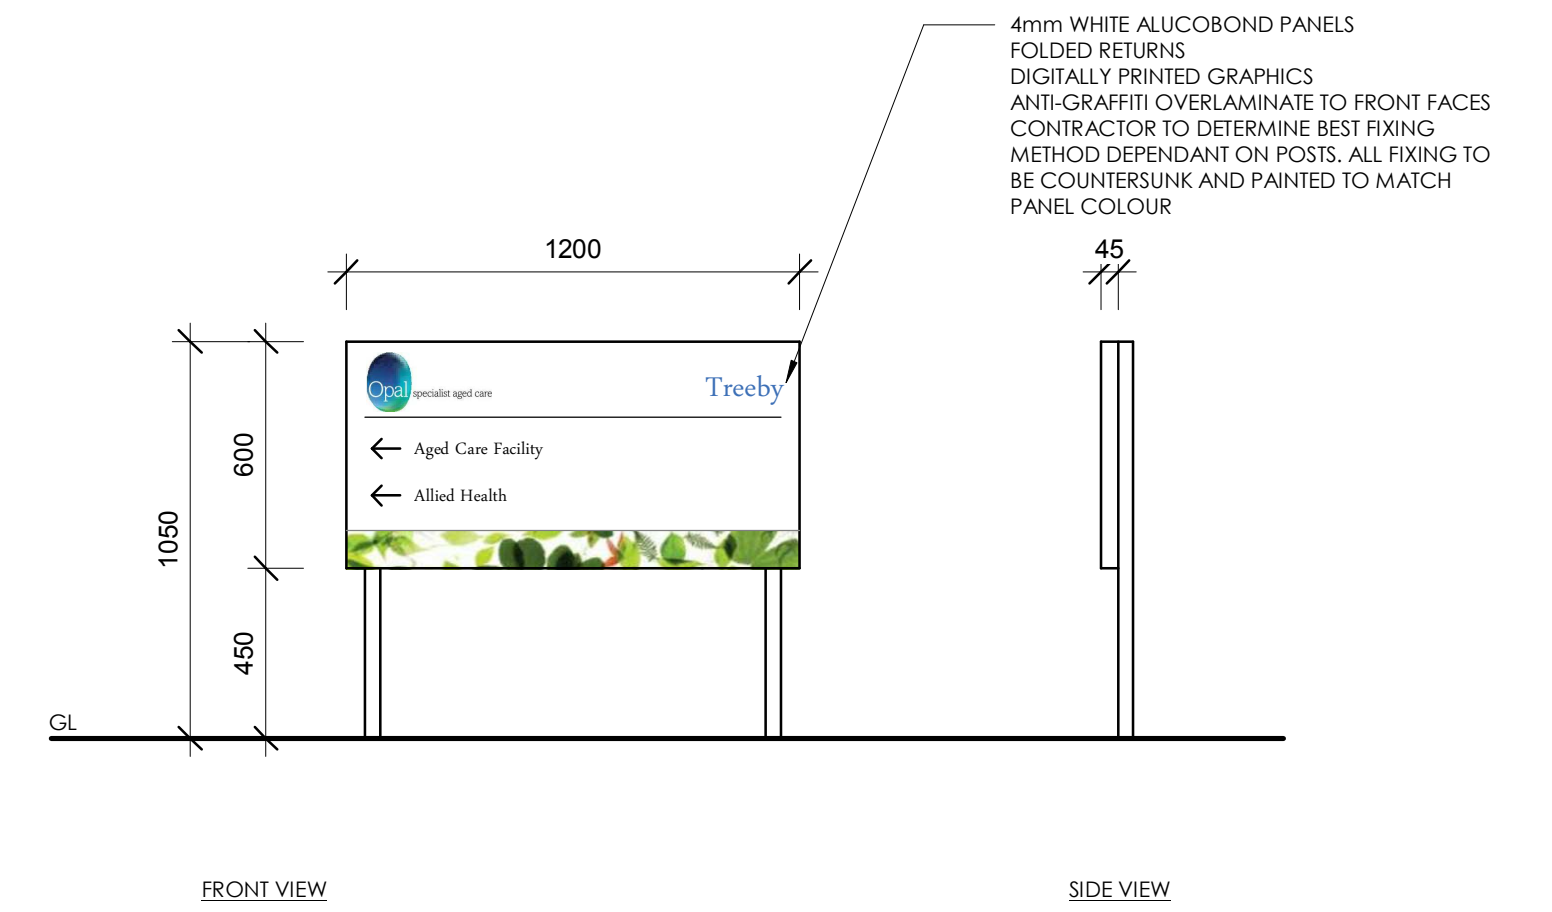 4mm WHITE ALUCOBOND PANELS
FOLDED RETURNS
DIGITALLY PRINTED GRAPHICS
ANTI-GRAFFITI OVERLAMINATE TO FRONT FACES
CONTRACTOR TO DETERMINE BEST FIXING
METHOD DEPENDANT ON POSTS. ALL FIXING TO
BE COUNTERSUNK AND PAINTED TO MATCH
PANEL COLOUR
1200
45
Opal specialist aged care
Treeby
Aged Care Facility
Allied Health
600
1050
450
GL
FRONT VIEW
SIDE VIEW